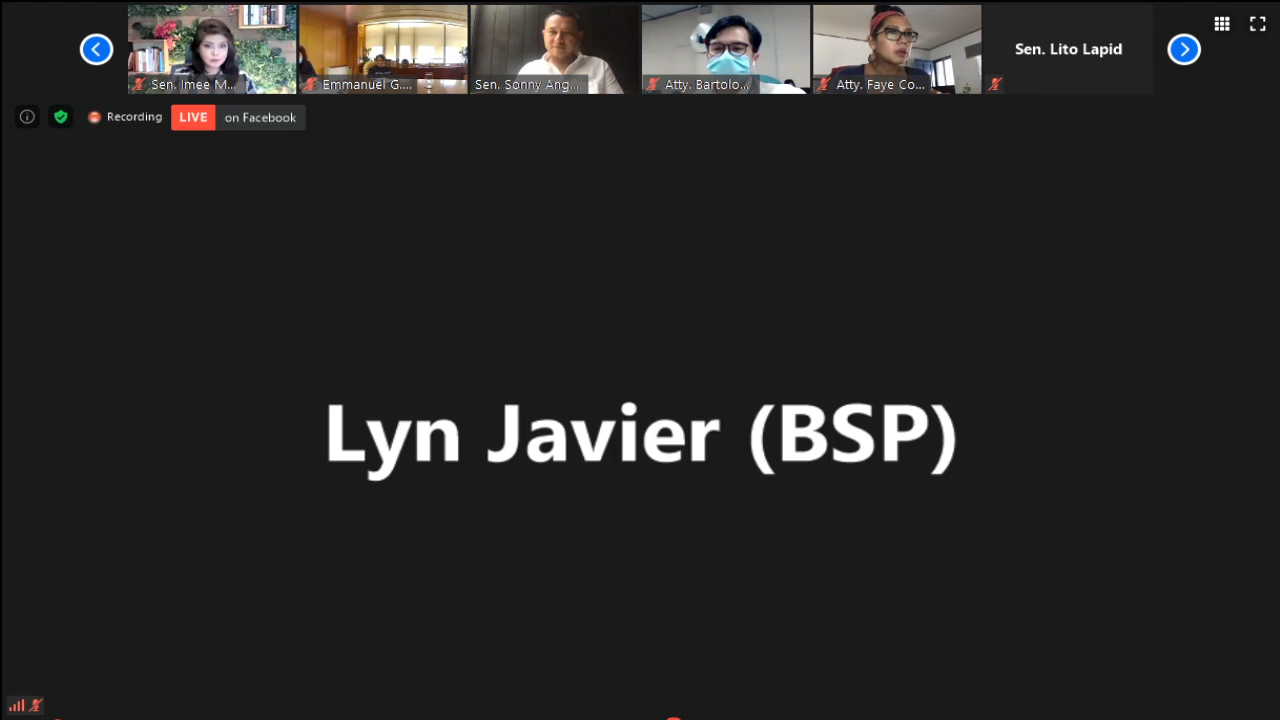 Sen. Imee M...
Emmanuel G....
Sen. Sonny Ang...
Atty. Bartolo...
Atty. Faye Co...
Sen. Lito Lapid
Recording
LIVE on Facebook
Lyn Javier (BSP)